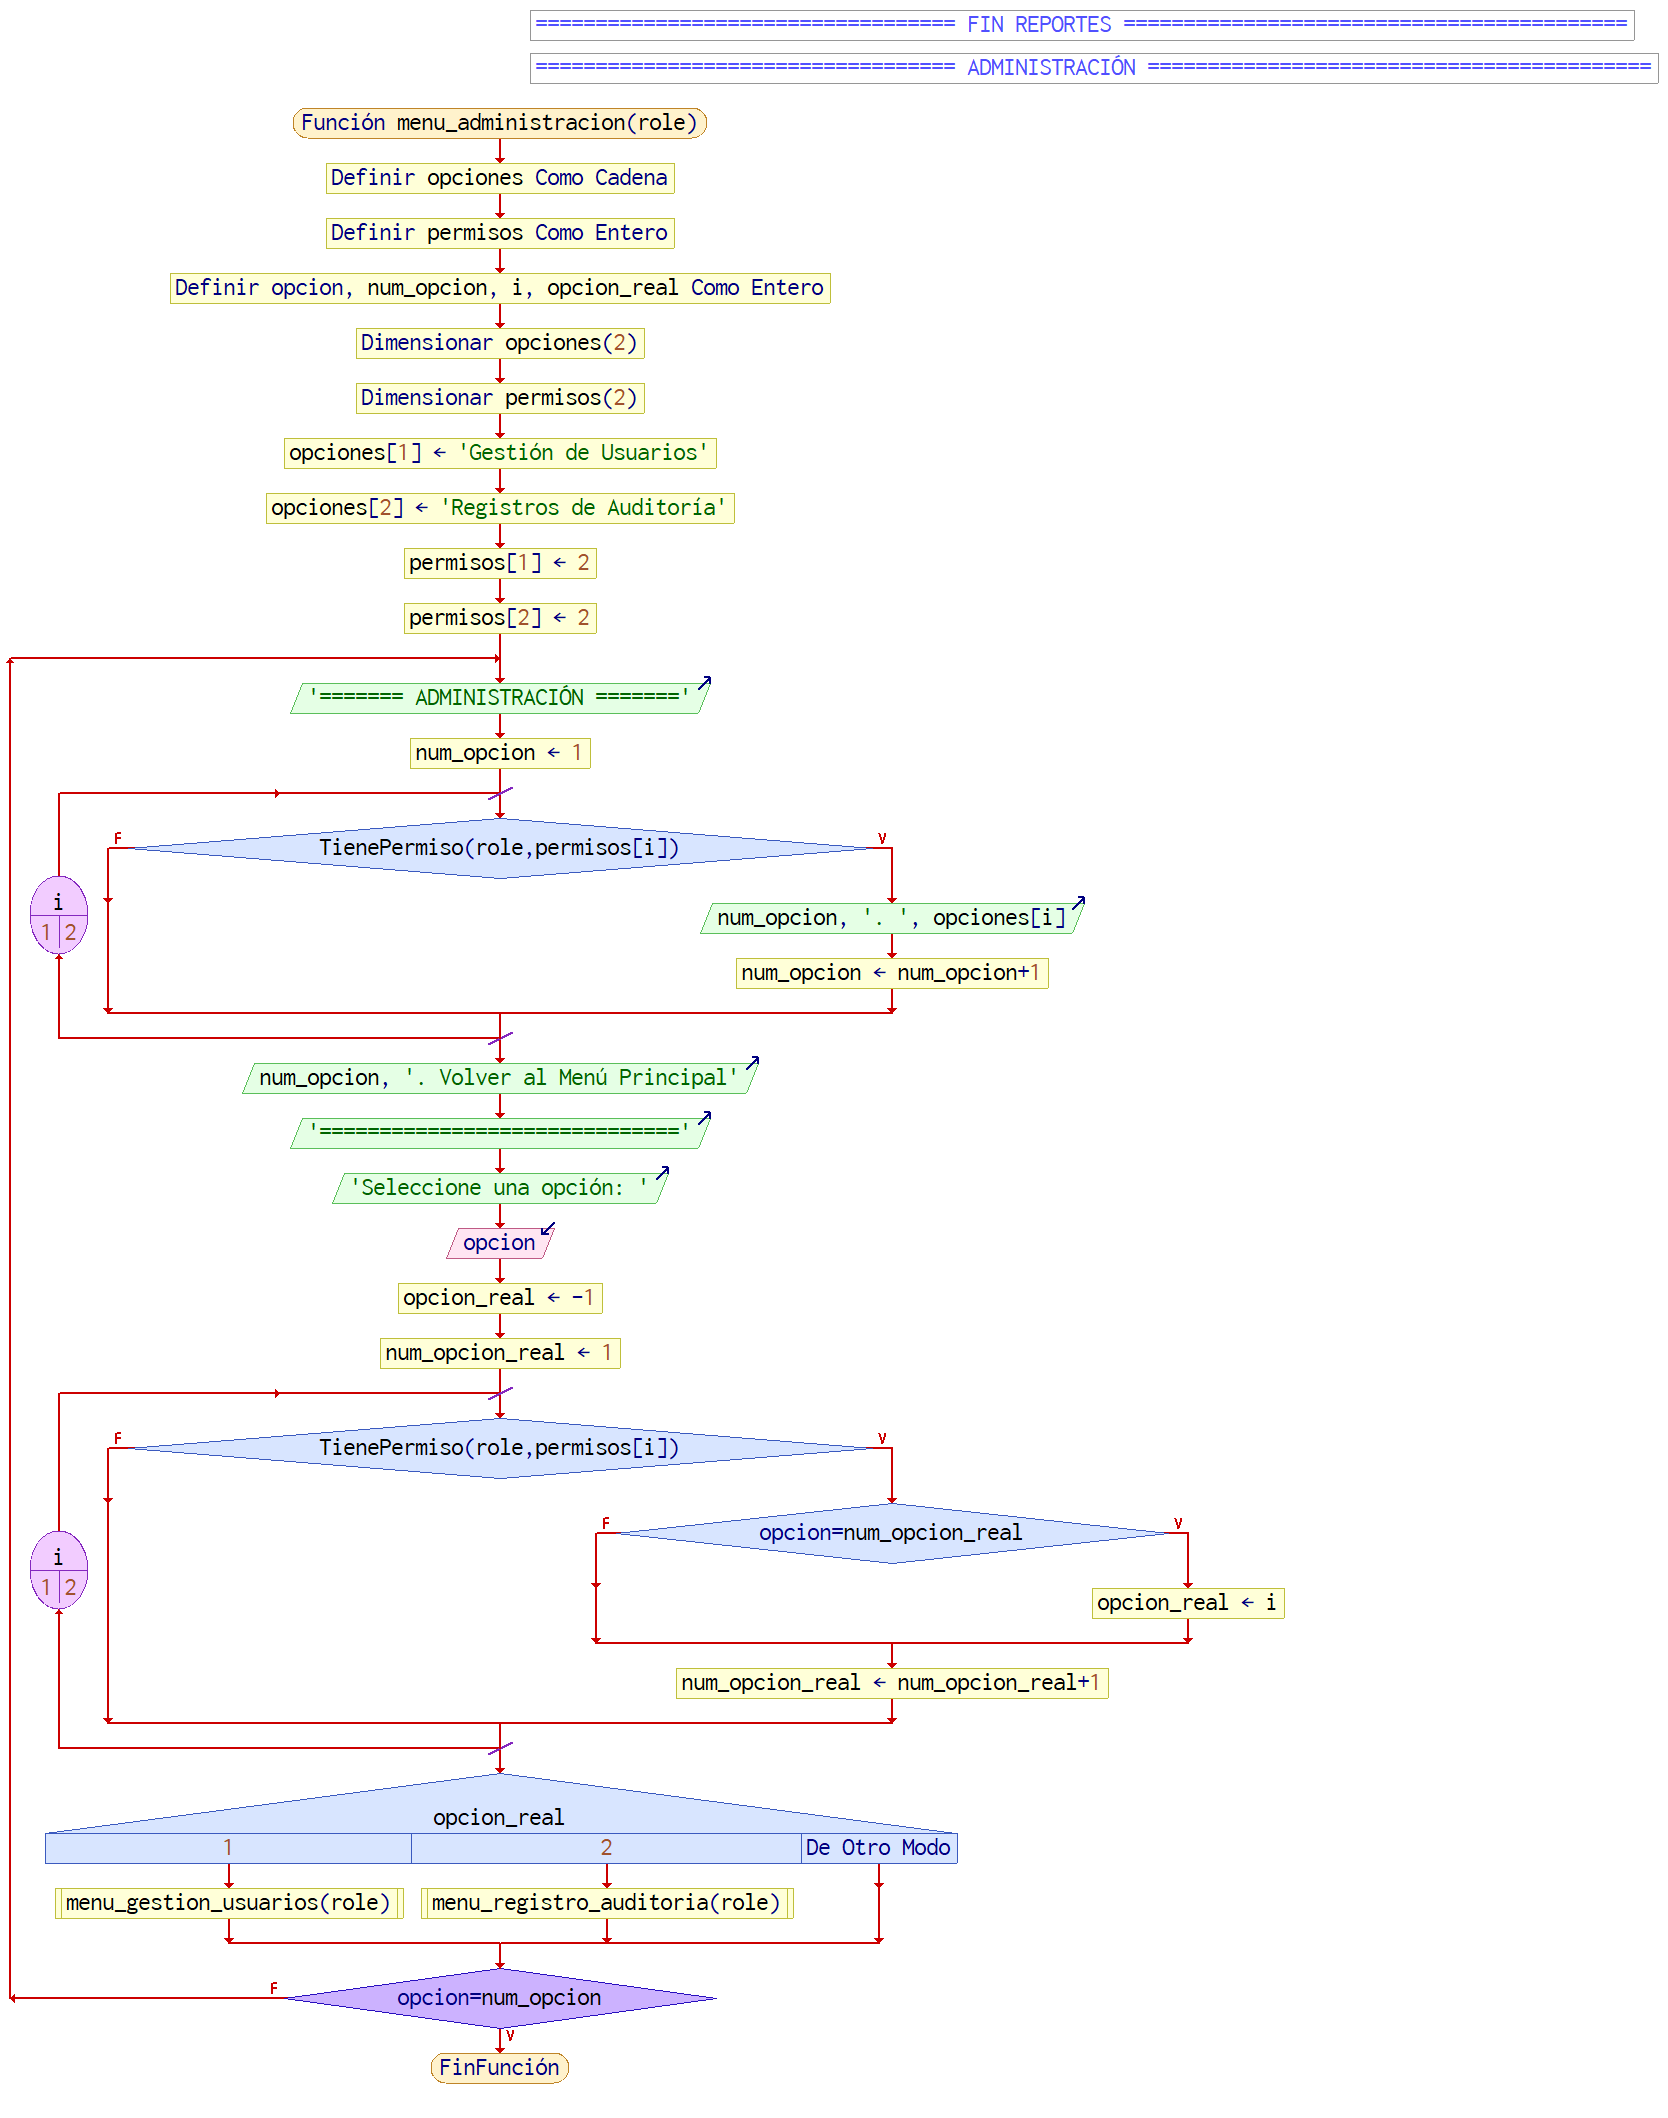 =================================== FIN REPORTES ==========================================
=================================== ADMINISTRACIÓN ==========================================
Función menu_administracion(role)
Definir opciones Como Cadena
Definir permisos Como Entero
Definir opcion, num_opcion, i, opcion_real Como Entero
Dimensionar opciones(2)
Dimensionar permisos(2)
opciones[1] ← 'Gestión de Usuarios'
opciones[2] ← 'Registros de Auditoría'
permisos[1] ← 2
permisos[2] ← 2
'======= ADMINISTRACIÓN ======='
num_opcion ← 1
F
V
TienePermiso(role,permisos[i])
i
1 2
num_opcion, '. ', opciones[i]
num_opcion ← num_opcion+1
num_opcion, '. Volver al Menú Principal'
'=============================='
'Seleccione una opción: '
opcion
opcion_real ← -1
num_opcion_real ← 1
F
V
TienePermiso(role,permisos[i])
F
V
opcion=num_opcion_real
i
1 2
opcion_real ← i
num_opcion_real ← num_opcion_real+1
opcion_real
1 2 De Otro Modo
menu_gestion_usuarios(role) menu_registro_auditoria(role)
F
opcion=num_opcion
V
FinFunción